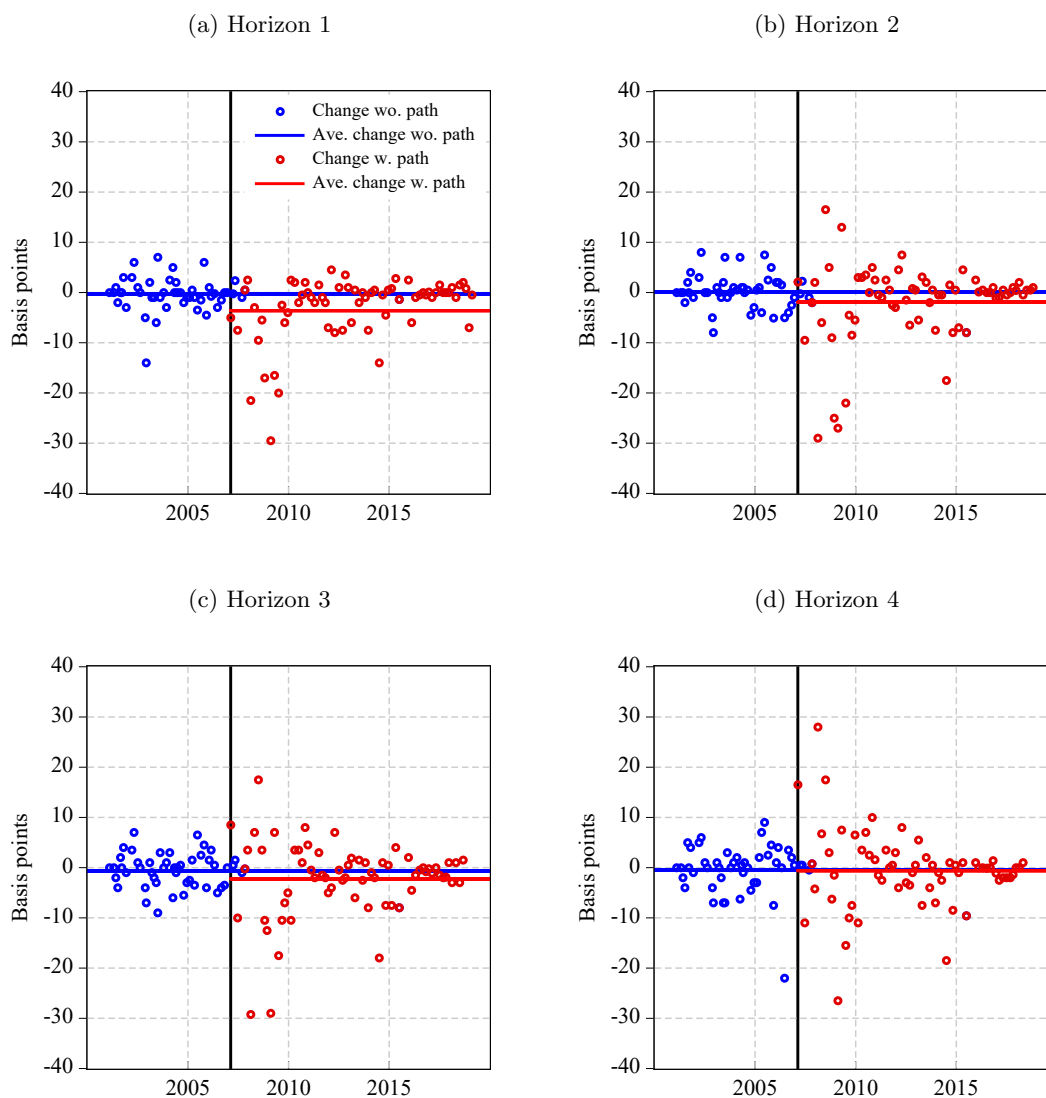 (a) Horizon 1
Basis points
40
30
20
10
0
-10
-20
-30
-40
2005 2010 2015
Change wo. path
Ave. change wo. path
Change w. path
Ave. change w. path
(b) Horizon 2
Basis points
40
30
20
10
0
-10
-20
-30
-40
2005 2010 2015
(c) Horizon 3
Basis points
40
30
20
10
0
-10
-20
-30
-40
2005 2010 2015
(d) Horizon 4
Basis points
40
30
20
10
0
-10
-20
-30
-40
2005 2010 2015